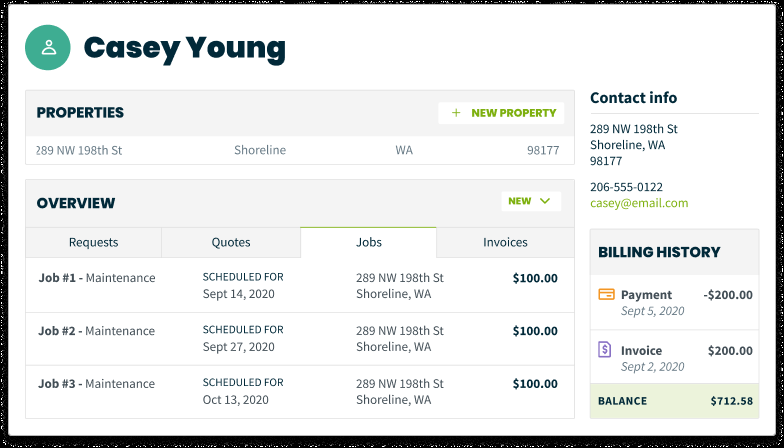 Casey Young
PROPERTIES
+ NEW PROPERTY
289 NW 198th St Shoreline WA 98177
OVERVIEW
NEW
Requests Quotes Jobs Invoices
Job #1 - Maintenance SCHEDULED FOR 289 NW 198th St $100.00
Sept 14, 2020 Shoreline, WA
Job #2 - Maintenance SCHEDULED FOR 289 NW 198th St $100.00
Sept 27, 2020 Shoreline, WA
Job #3 - Maintenance SCHEDULED FOR 289 NW 198th St $100.00
Oct 13, 2020 Shoreline, WA
Contact info
289 NW 198th St
Shoreline, WA
98177
206-555-0122
casey@email.com
BILLING HISTORY
Payment -$200.00
Sept 5, 2020
$ Invoice $200.00
Sept 2, 2020
BALANCE $712.58